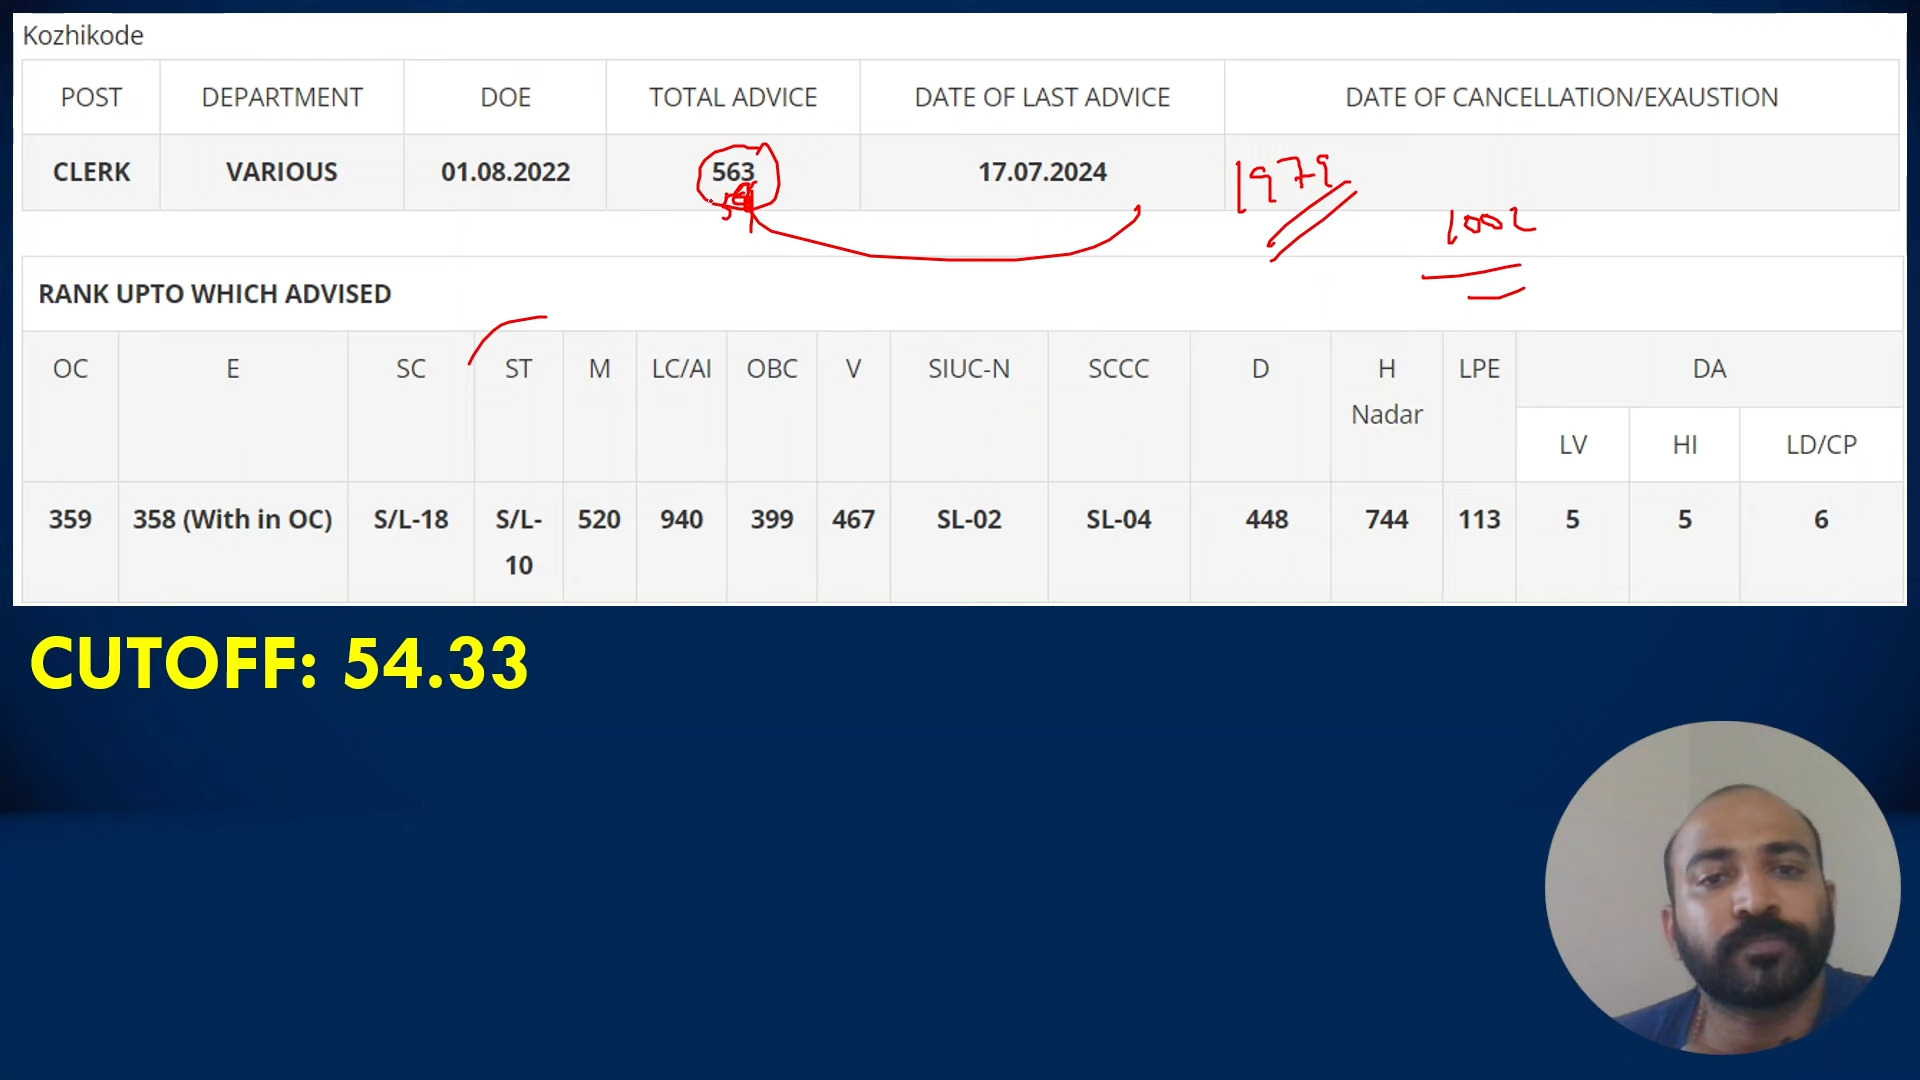 Kozhikode
POST DEPARTMENT DOE TOTAL ADVICE DATE OF LAST ADVICE DATE OF CANCELLATION/EXAUSTION
CLERK VARIOUS 01.08.2022 563 17.07.2024
1979
1002
RANK UPTO WHICH ADVISED
OC E SC ST M LC/AI OBC V SIUC-N SCCC D H Nadar LPE DA
LV HI LD/CP
359 358 (With in OC) S/L-18 S/L-10 520 940 399 467 SL-02 SL-04 448 744 113 5 5 6
CUTOFF: 54.33